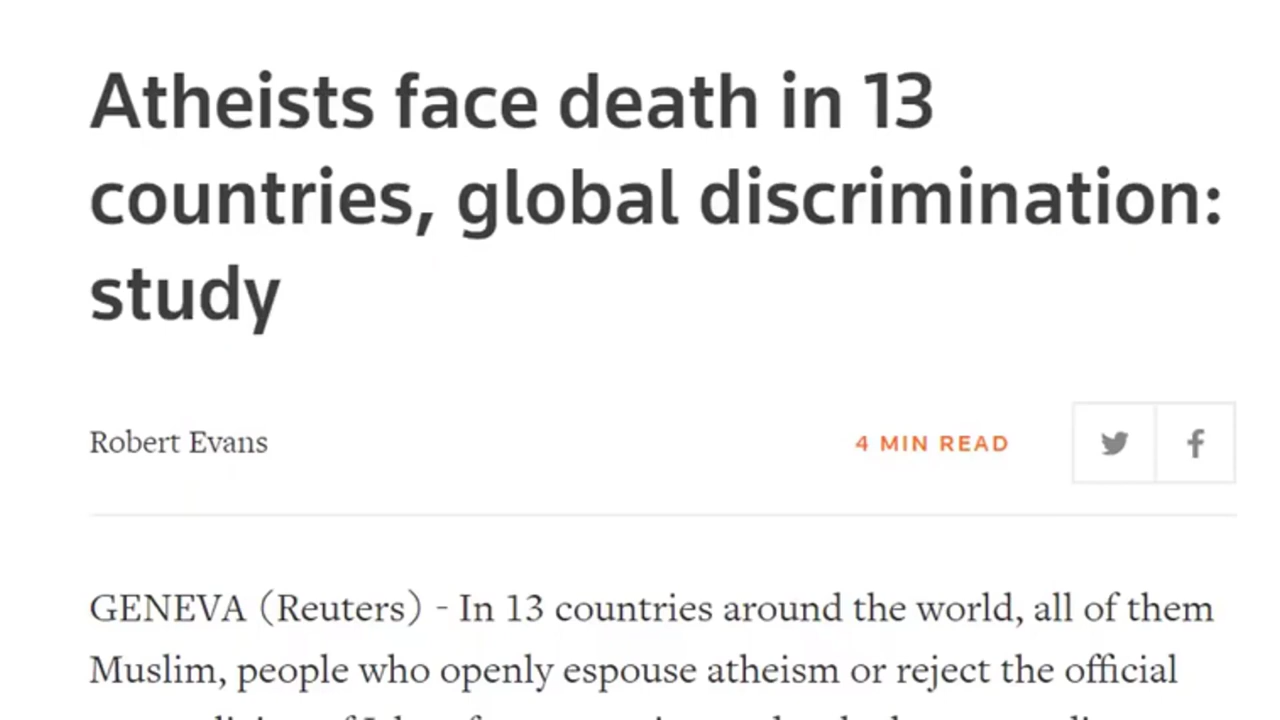 Atheists face death in 13
countries, global discrimination:
study
Robert Evans
4 MIN READ
GENEVA (Reuters) - In 13 countries around the world, all of them
Muslim, people who openly espouse atheism or reject the official